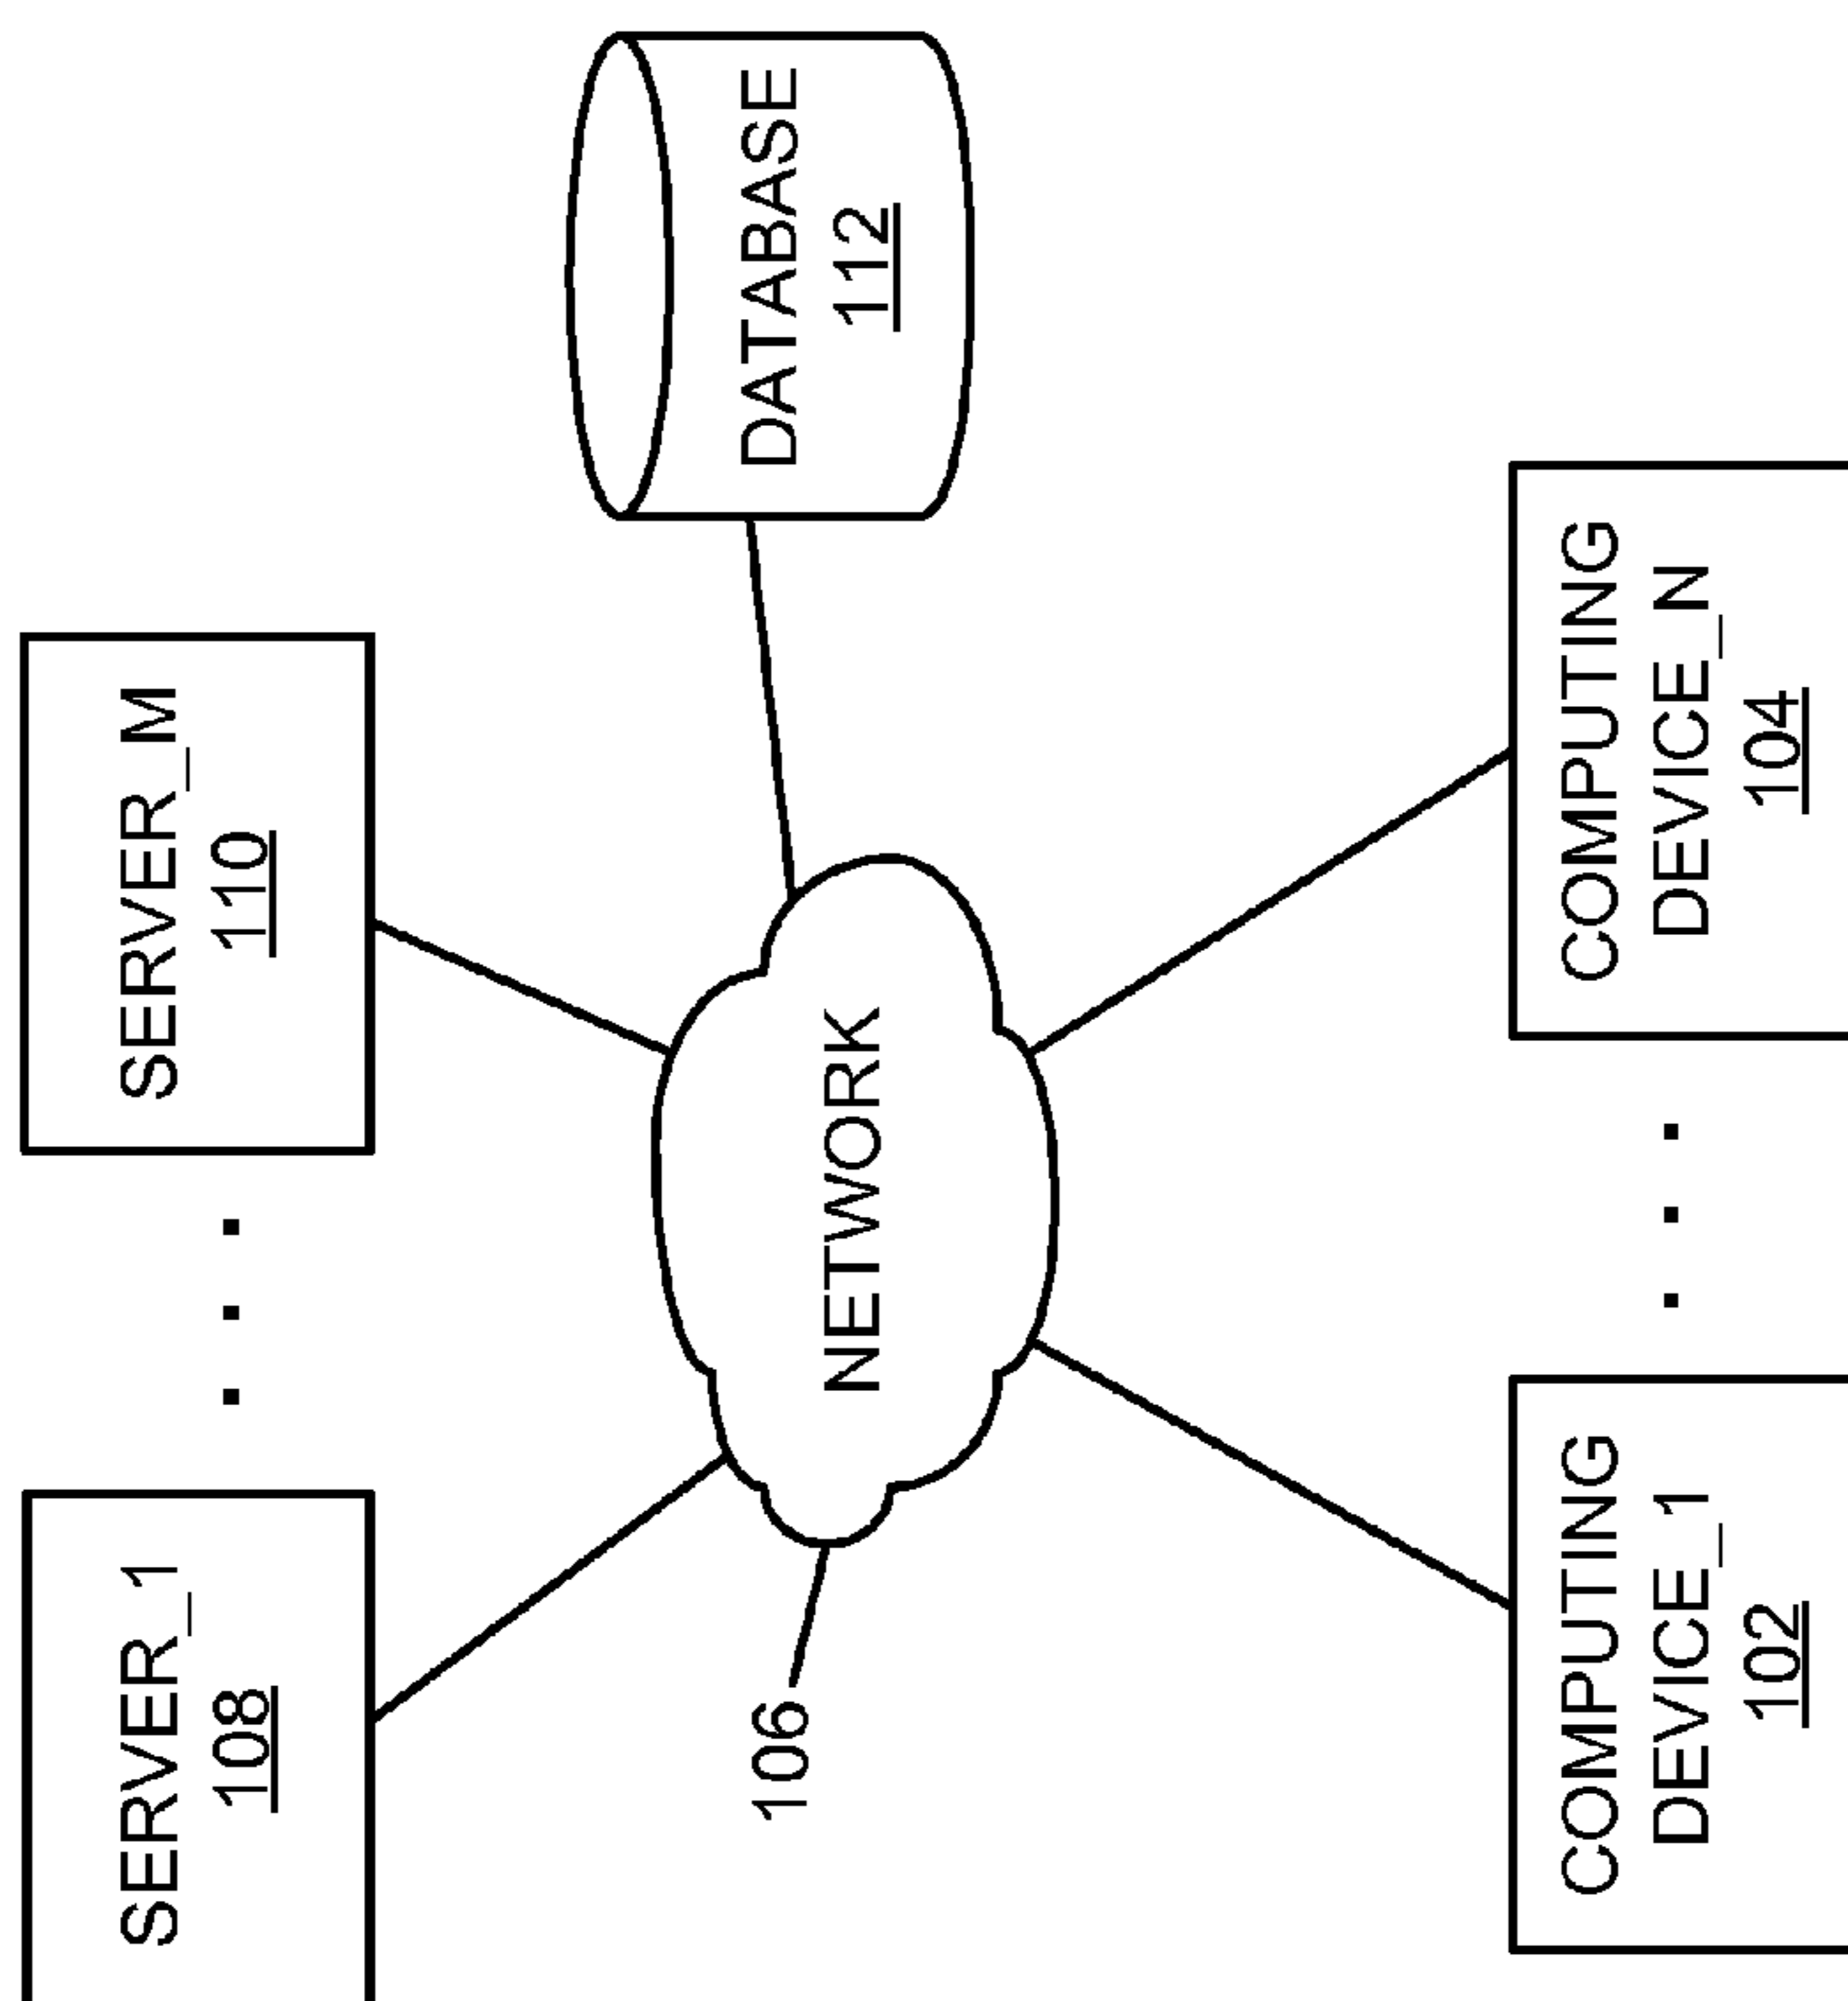 SERVER_1
108
SERVER_M
110
DATABASE
112
NETWORK
106
COMPUTING
DEVICE_1
102
COMPUTING
DEVICE_N
104